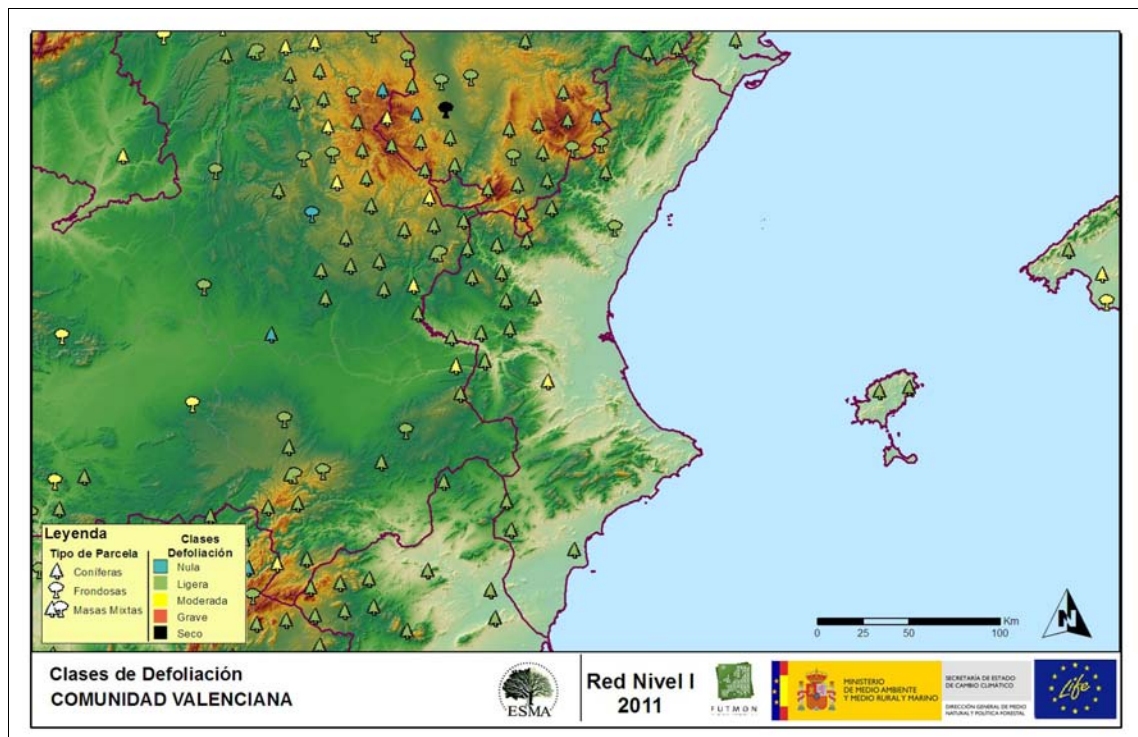 Leyenda
Tipo de Parcela
Coníferas
Frondosas
Masas Mixtas
Clases
Defoliación
Nula
Ligera
Moderada
Grave
Seco
N
Km
0 25 50 100
Clases de Defoliación
COMUNIDAD VALENCIANA
ESMA
Red Nivel I
2011
FUTMON
MINISTERIO
DE MEDIO AMBIENTE
Y MEDIO RURAL Y MARINO
SECRETARÍA DE ESTADO
DE CAMBIO CLIMÁTICO
DIRECCIÓN GENERAL DE MEDIO
NATURAL Y POLÍTICA FORESTAL
Life